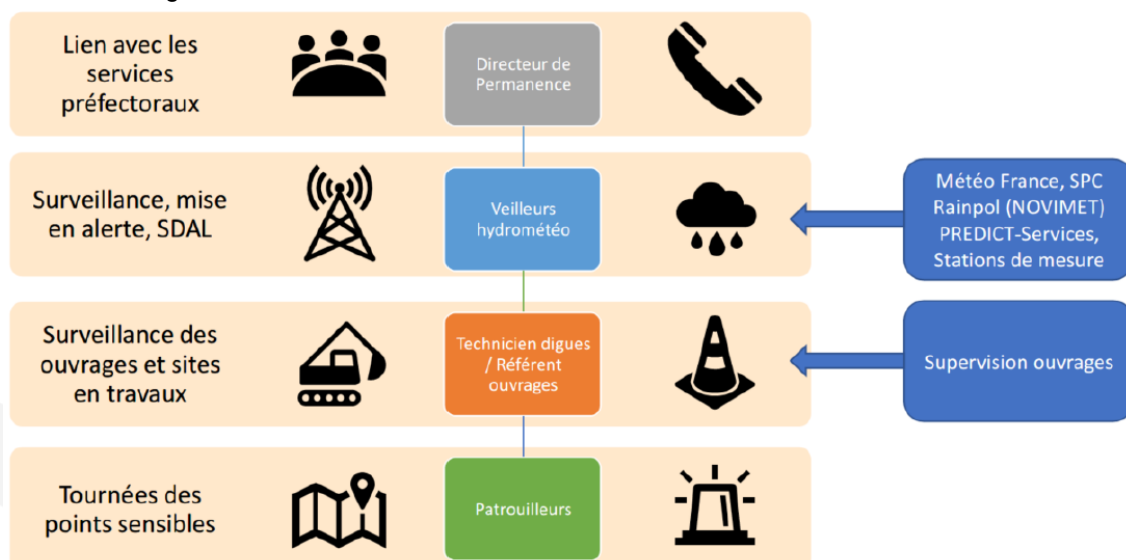 Lien avec les
services
préfectoraux
Directeur de
Permanence
Surveillance, mise
en alerte, SDAL
Veilleurs
hydrométéo
Météo France, SPC
Rainpol (NOVIMET)
PREDICT-Services,
Stations de mesure
Surveillance des
ouvrages et sites
en travaux
Technicien digues
/ Référent
ouvrages
Supervision ouvrages
Tournées des
points sensibles
Patrouilleurs